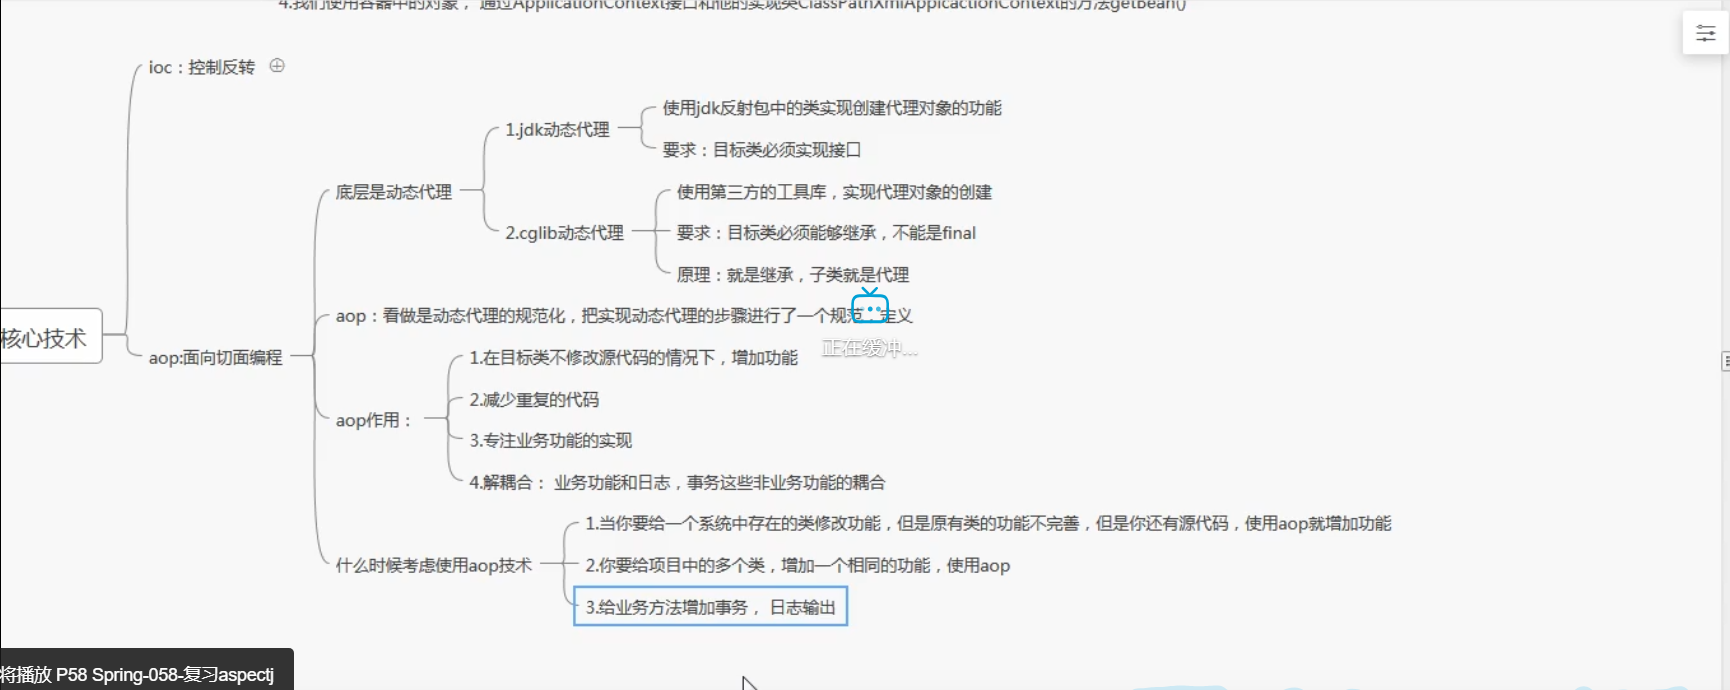 4.我们使用容器中的对象， 通过ApplicationContext接口和他的实现类ClassPathXmlAppicactionContext的方法getBean()
ioc：控制反转
使用jdk反射包中的类实现创建代理对象的功能
1.jdk动态代理
要求：目标类必须实现接口
底层是动态代理
使用第三方的工具库，实现代理对象的创建
2.cglib动态代理
要求：目标类必须能够继承，不能是final
原理：就是继承，子类就是代理
aop：看做是动态代理的规范化，把实现动态代理的步骤进行了一个规范，定义
核心技术
正在缓冲...
aop:面向切面编程
1.在目标类不修改源代码的情况下，增加功能
2.减少重复的代码
aop作用：
3.专注业务功能的实现
4.解耦合： 业务功能和日志，事务这些非业务功能的耦合
1.当你要给一个系统中存在的类修改功能，但是原有类的功能不完善，但是你还有源代码，使用aop就增加功能
什么时候考虑使用aop技术
2.你要给项目中的多个类，增加一个相同的功能，使用aop
3.给业务方法增加事务， 日志输出
将播放 P58 Spring-058-复习aspectj